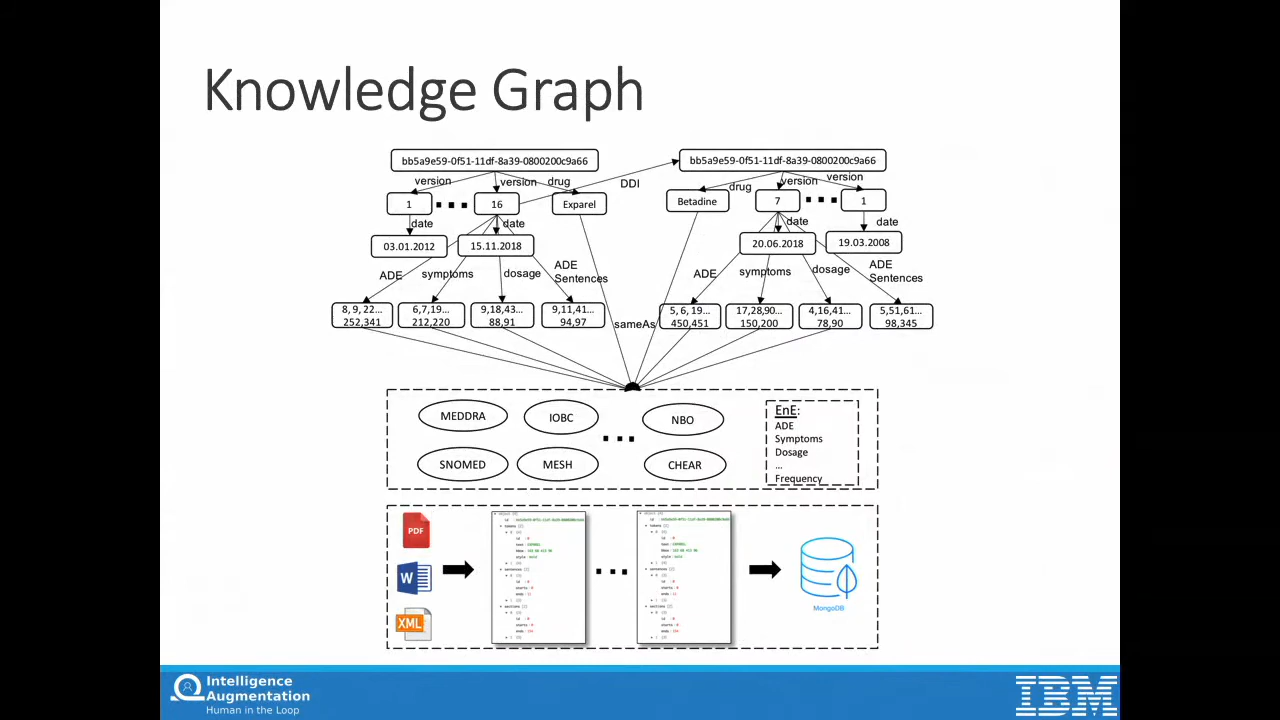 Knowledge Graph
bb5a9e59-0f51-11df-8a39-0800200c9a66
bb5a9e59-0f51-11df-8a39-0800200c9a66
version
version
drug
DDI
drug
version
version
1
16
Exparel
Betadine
7
1
date
date
date
date
03.01.2012
15.11.2018
20.06.2018
19.03.2008
ADE
symptoms
dosage
ADE
Sentences
ADE
symptoms
dosage
ADE
Sentences
8, 9, 22...
252,341
6,7,19...
212,220
9,18,43...
88,91
9,11,41...
94,97
sameAs
5, 6, 19...
450,451
17,28,90...
150,200
4,16,41...
78,90
5,51,61...
98,345
MEDDRA
IOBC
NBO
SNOMED
MESH
CHEAR
EnE:
ADE
Symptoms
Dosage
...
Frequency
PDF
W
XML
MongoDB
Intelligence
Augmentation
Human in the Loop
IBM